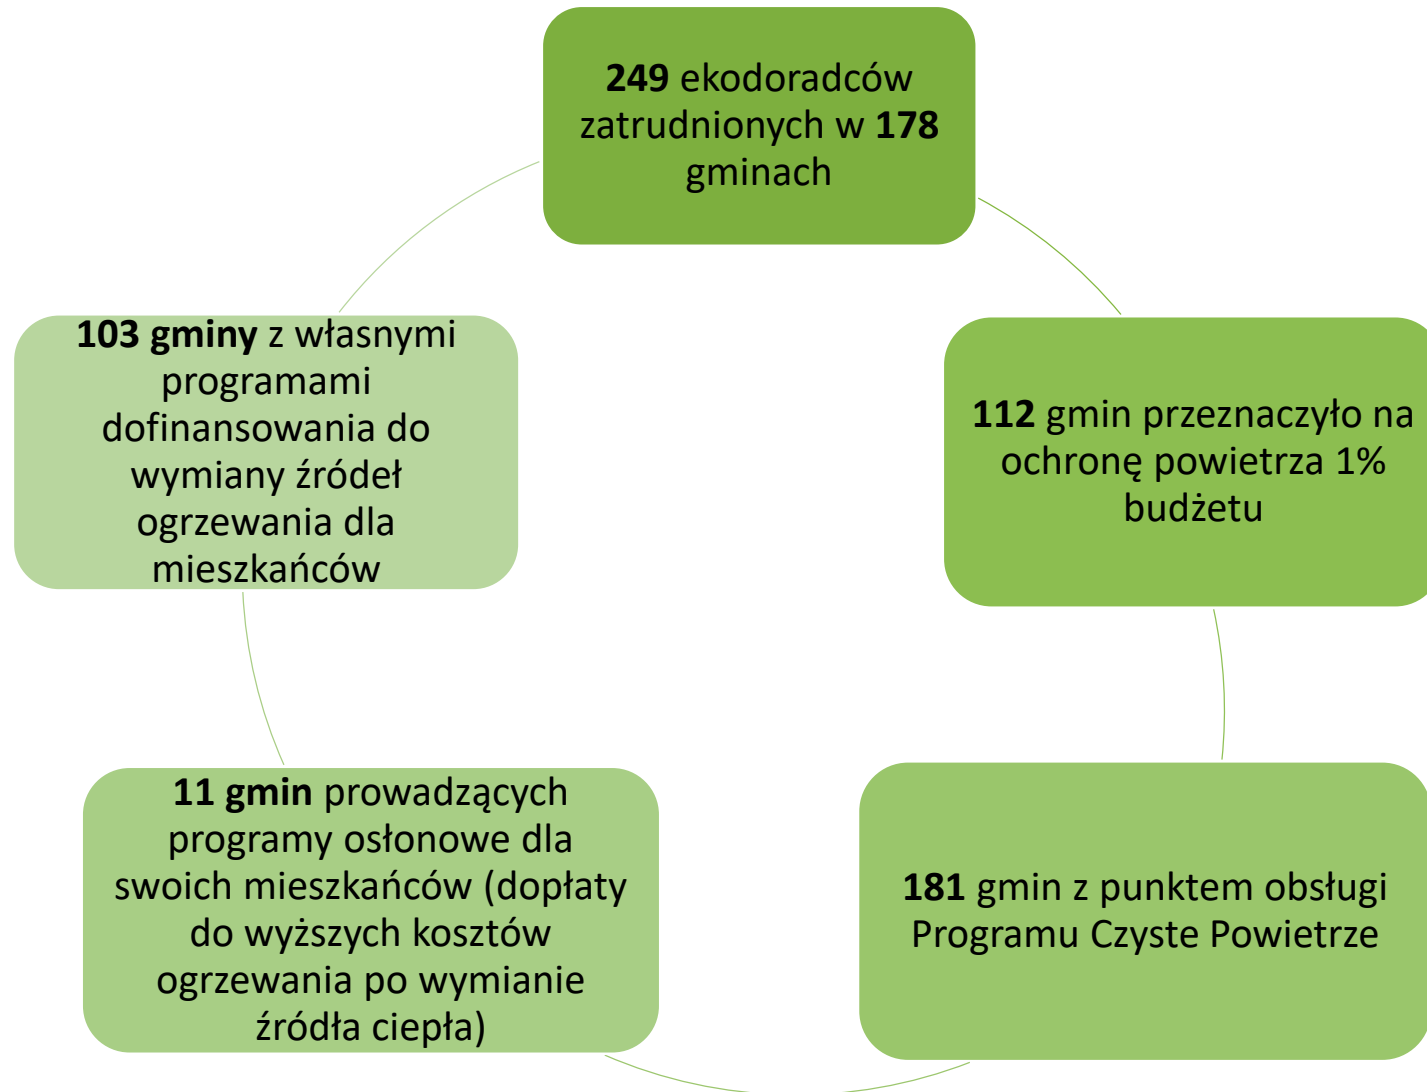 249 ekodoradców
zatrudnionych w 178
gminach
112 gmin przeznaczyło na
ochronę powietrza 1%
budżetu
181 gmin z punktem obsługi
Programu Czyste Powietrze
11 gmin prowadzących
programy osłonowe dla
swoich mieszkańców (dopłaty
do wyższych kosztów
ogrzewania po wymianie
źródła ciepła)
103 gminy z własnymi
programami
dofinansowania do
wymiany źródeł
ogrzewania dla
mieszkańców